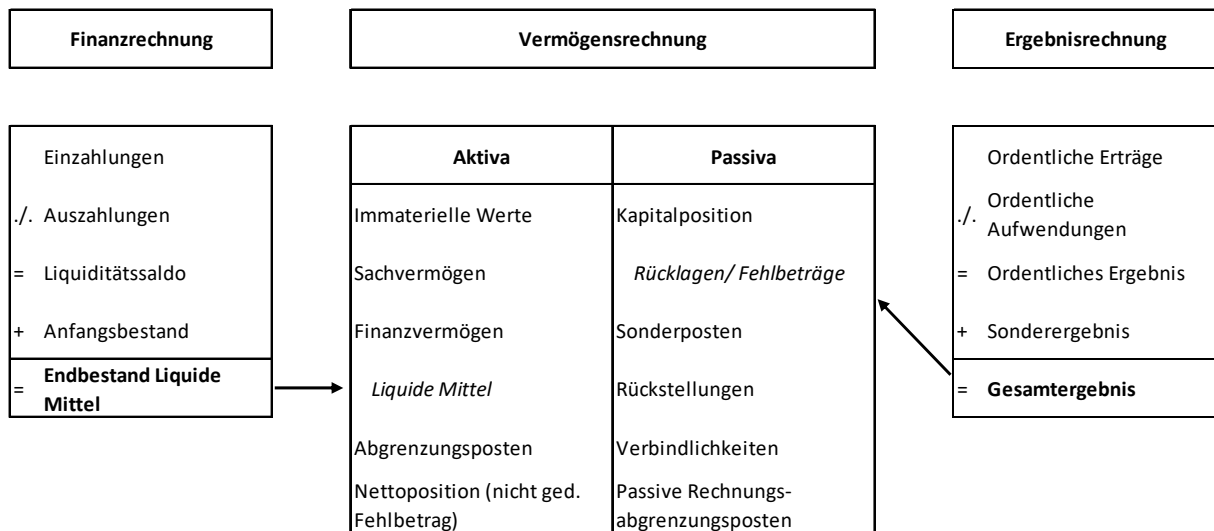 Finanzrechnung
Vermögensrechnung
Ergebnisrechnung
Einzahlungen
./. Auszahlungen
= Liquiditätssaldo
+ Anfangsbestand
= Endbestand Liquide
Mittel
Aktiva
Immaterielle Werte
Sachvermögen
Finanzvermögen
Liquide Mittel
Abgrenzungsposten
Nettoposition (nicht ged.
Fehlbetrag)
Passiva
Kapitalposition
Rücklagen/ Fehlbeträge
Sonderposten
Rückstellungen
Verbindlichkeiten
Passive Rechnungs-
abgrenzungsposten
Ordentliche Erträge
./. Ordentliche
Aufwendungen
= Ordentliches Ergebnis
+ Sonderergebnis
= Gesamtergebnis